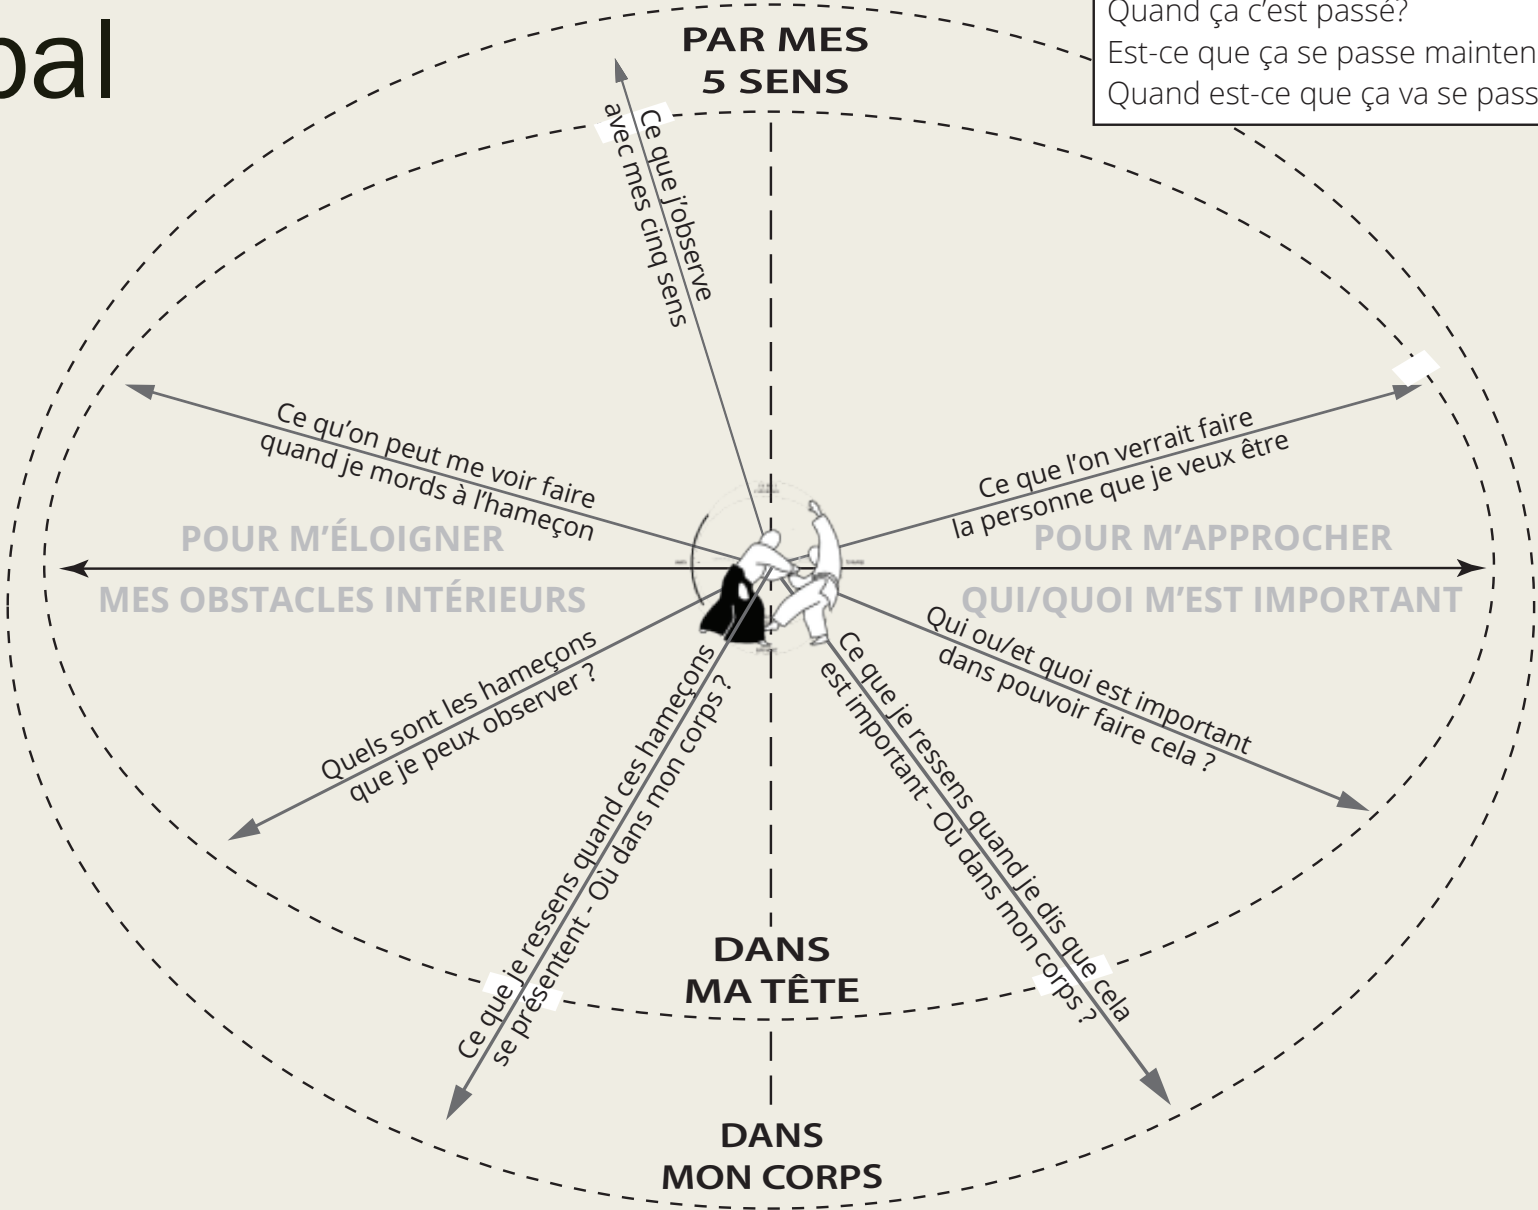 pal
Quand ça c’est passé?
Est-ce que ça se passe
Quand est-ce que ça va se
PAR MES
5 SENS
Ce que j’observe
avec mes cinq sens
Ce qu’on peut me voir faire
quand je mords à l’hameçon
Ce que l’on verrait faire
la personne que je veux être
POUR M’ÉLOIGNER
POUR M’APPROCHER
MES OBSTACLES INTÉRIEURS
QUI/QUOI M’EST IMPORTANT
Quels sont les hameçons
que je peux observer ?
Qui ou/et quoi est important
dans pouvoir faire cela ?
Ce que je ressens quand ces hameçons
se présentent - Où dans mon corps ?
Ce que je ressens quand je dis que cela
est important - Où dans mon corps ?
DANS
MA TÊTE
DANS
MON CORPS